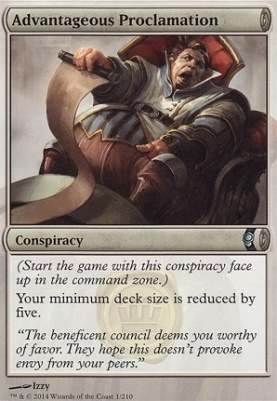 Advantageous Proclamation
Conspiracy
(Start the game with this conspiracy face
up in the command zone.)
Your minimum deck size is reduced by
five.
"The beneficent council deems you worthy
of favor. They hope this doesn't provoke
envy from your peers."
Izzy
™ & © 2014 Wizards of the Coast 1/210